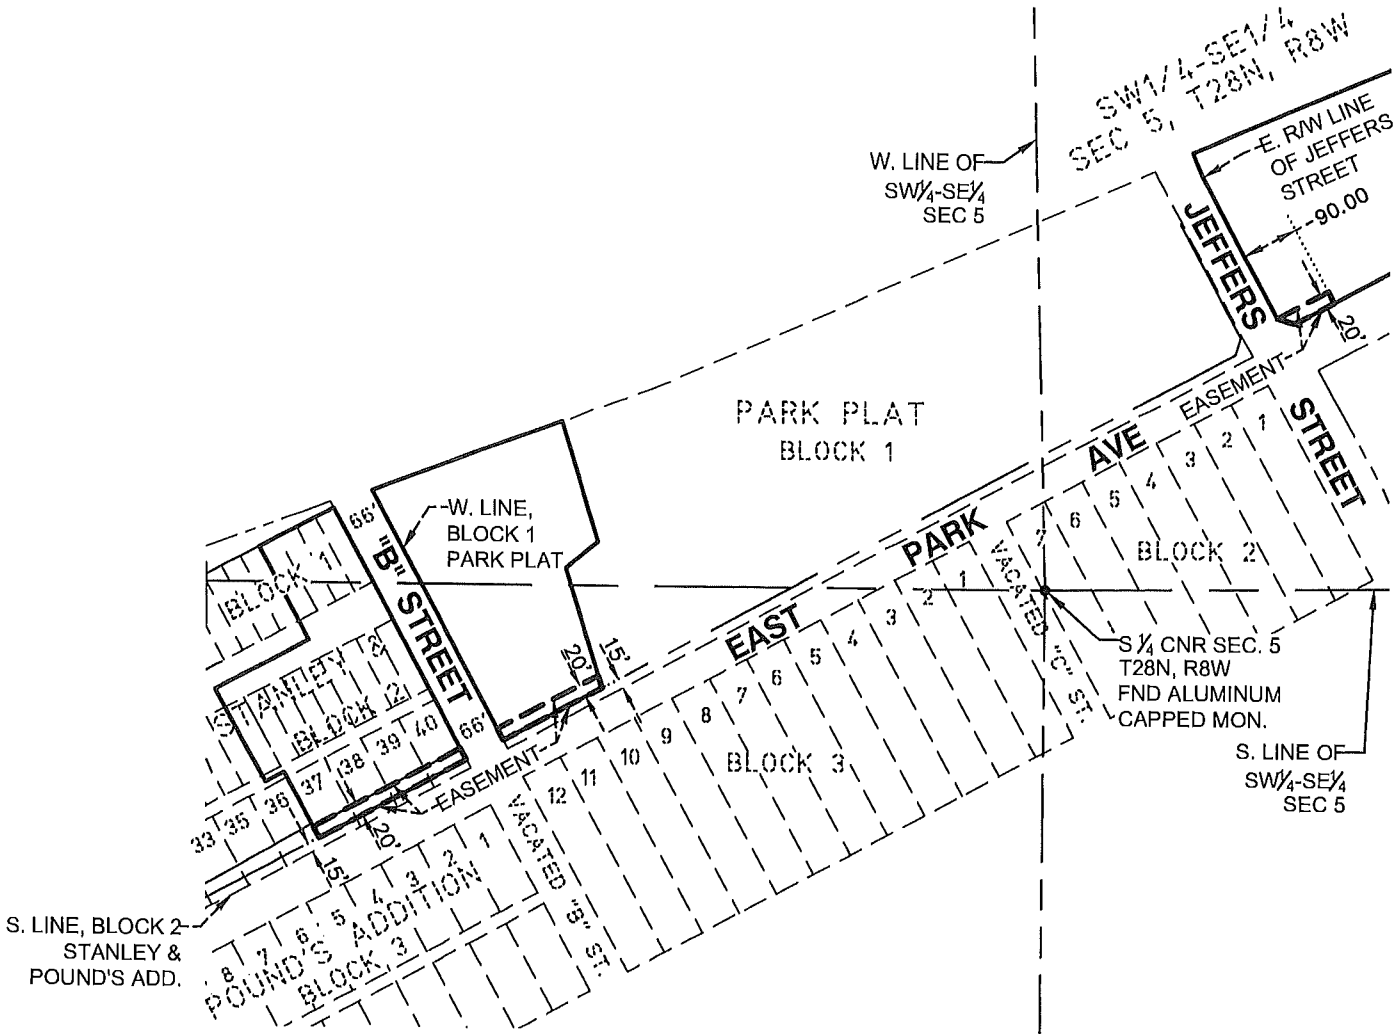 SW1/4-SE1/4
SEC 5, T28N, R8W
E. R/W LINE
OF JEFFERS
STREET
90.00
W. LINE OF
SW¼-SE¼
SEC 5
JEFFERS
STREET
20'
EASEMENT
PARK PLAT
BLOCK 1
EAST PARK AVE
1
2
3
4
5
6
7
BLOCK 2
VACATED "C" ST.
S ¼ CNR SEC. 5
T28N, R8W
FND ALUMINUM
CAPPED MON.
S. LINE OF
SW¼-SE¼
SEC 5
66'
"B" STREET
66'
W. LINE,
BLOCK 1
PARK PLAT
20'
15'
BLOCK 1
STANLEY
BLOCK 2
22
40
39
38
37
36
35
33
EASEMENT
20'
15'
1
2
3
4
5
6
7
8
9
10
11
12
BLOCK 3
VACATED "B" ST.
1
2
3
4
5
6
7
8
POUND'S ADDITION
BLOCK 3
S. LINE, BLOCK 2
STANLEY &
POUND'S ADD.